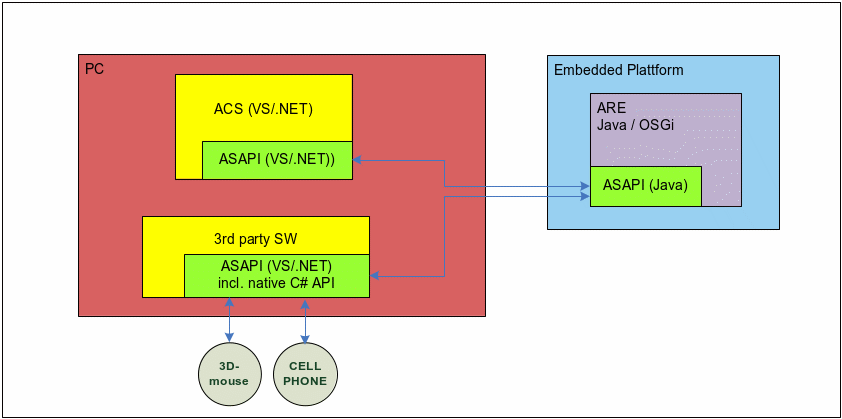 PC
ACS (VS/.NET)
ASAPI (VS/.NET))
3rd party SW
ASAPI (VS/.NET)
incl. native C# API
3D-
mouse
CELL
PHONE
Embedded Plattform
ARE
Java / OSGi
ASAPI (Java)